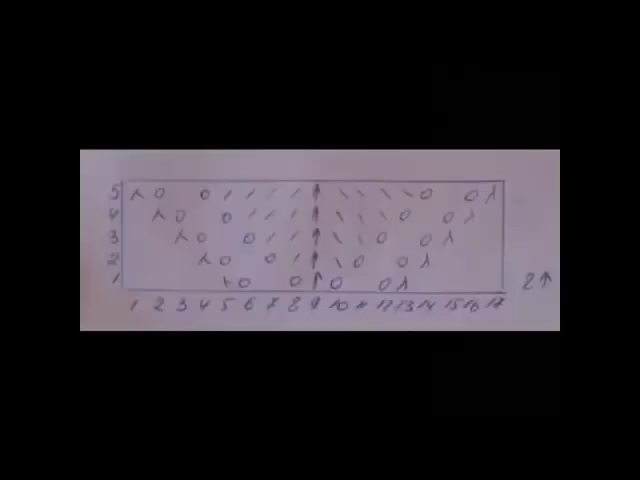 5 λ O O / / / / ↑ \ \ \ \ O O λ
4 λ O O / / / ↑ \ \ \ O O λ
3 λ O O / / ↑ \ \ O O λ
2 λ O O / ↑ \ O O λ
1 λ O O ↑ O O λ 2↑
1 2 3 4 5 6 7 8 9 10 11 12 13 14 15 16 17